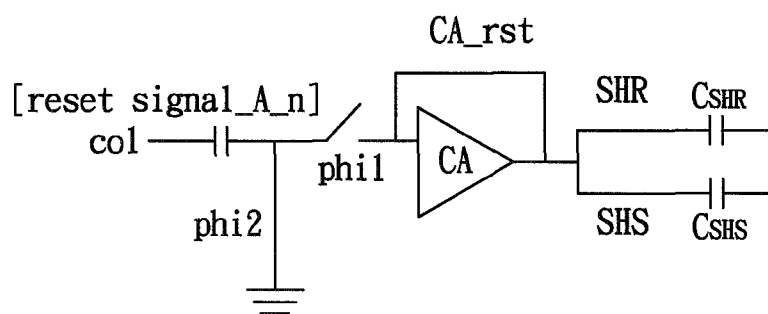 CA_rst
[reset signal_A_n]
col
phi1
phi2
CA
SHR
CSHR
SHS
CSHS